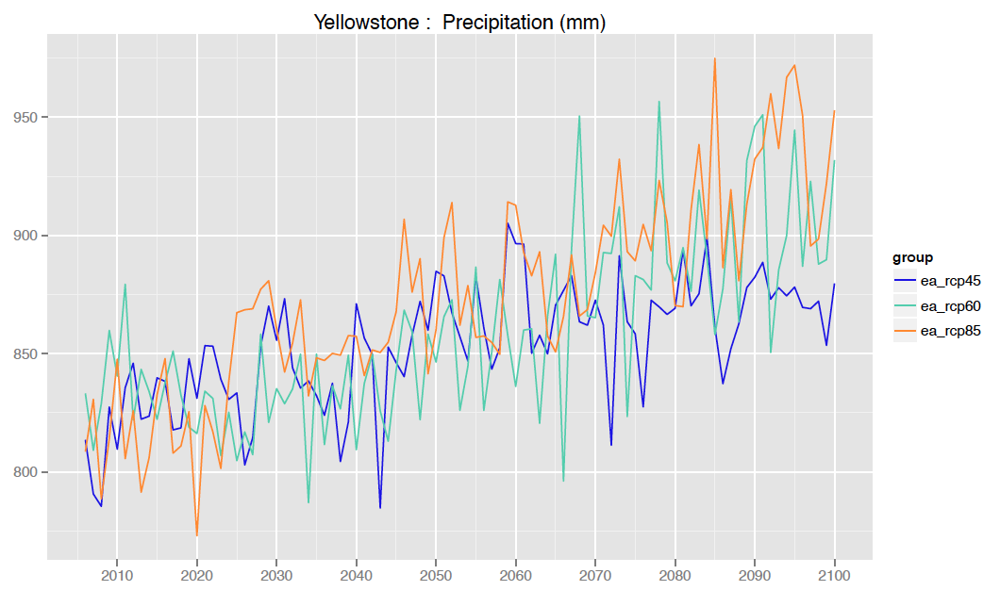 Yellowstone :  Precipitation (mm)
950
900
850
800
2010 2020 2030 2040 2050 2060 2070 2080 2090 2100
group
ea_rcp45
ea_rcp60
ea_rcp85